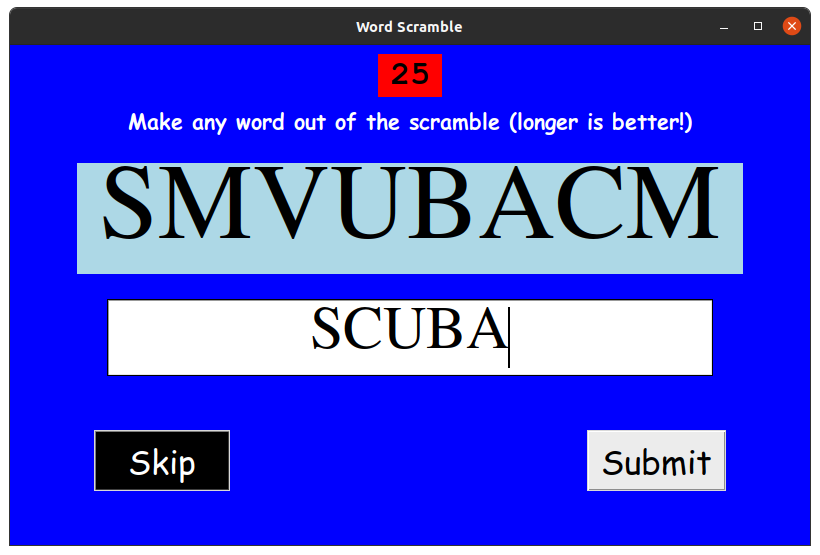 Word Scramble
25
Make any word out of the scramble (longer is better!)
SMVUBACM
SCUBA
Skip
Submit